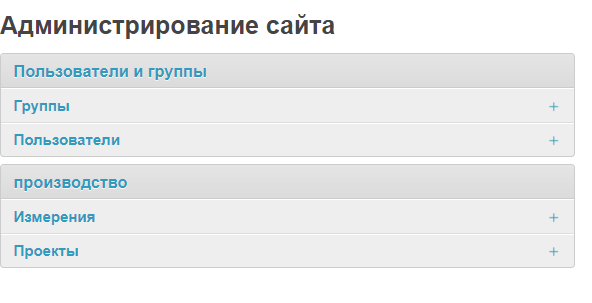 Администрирование сайта
Пользователи и группы
Группы +
Пользователи +
производство
Измерения +
Проекты +